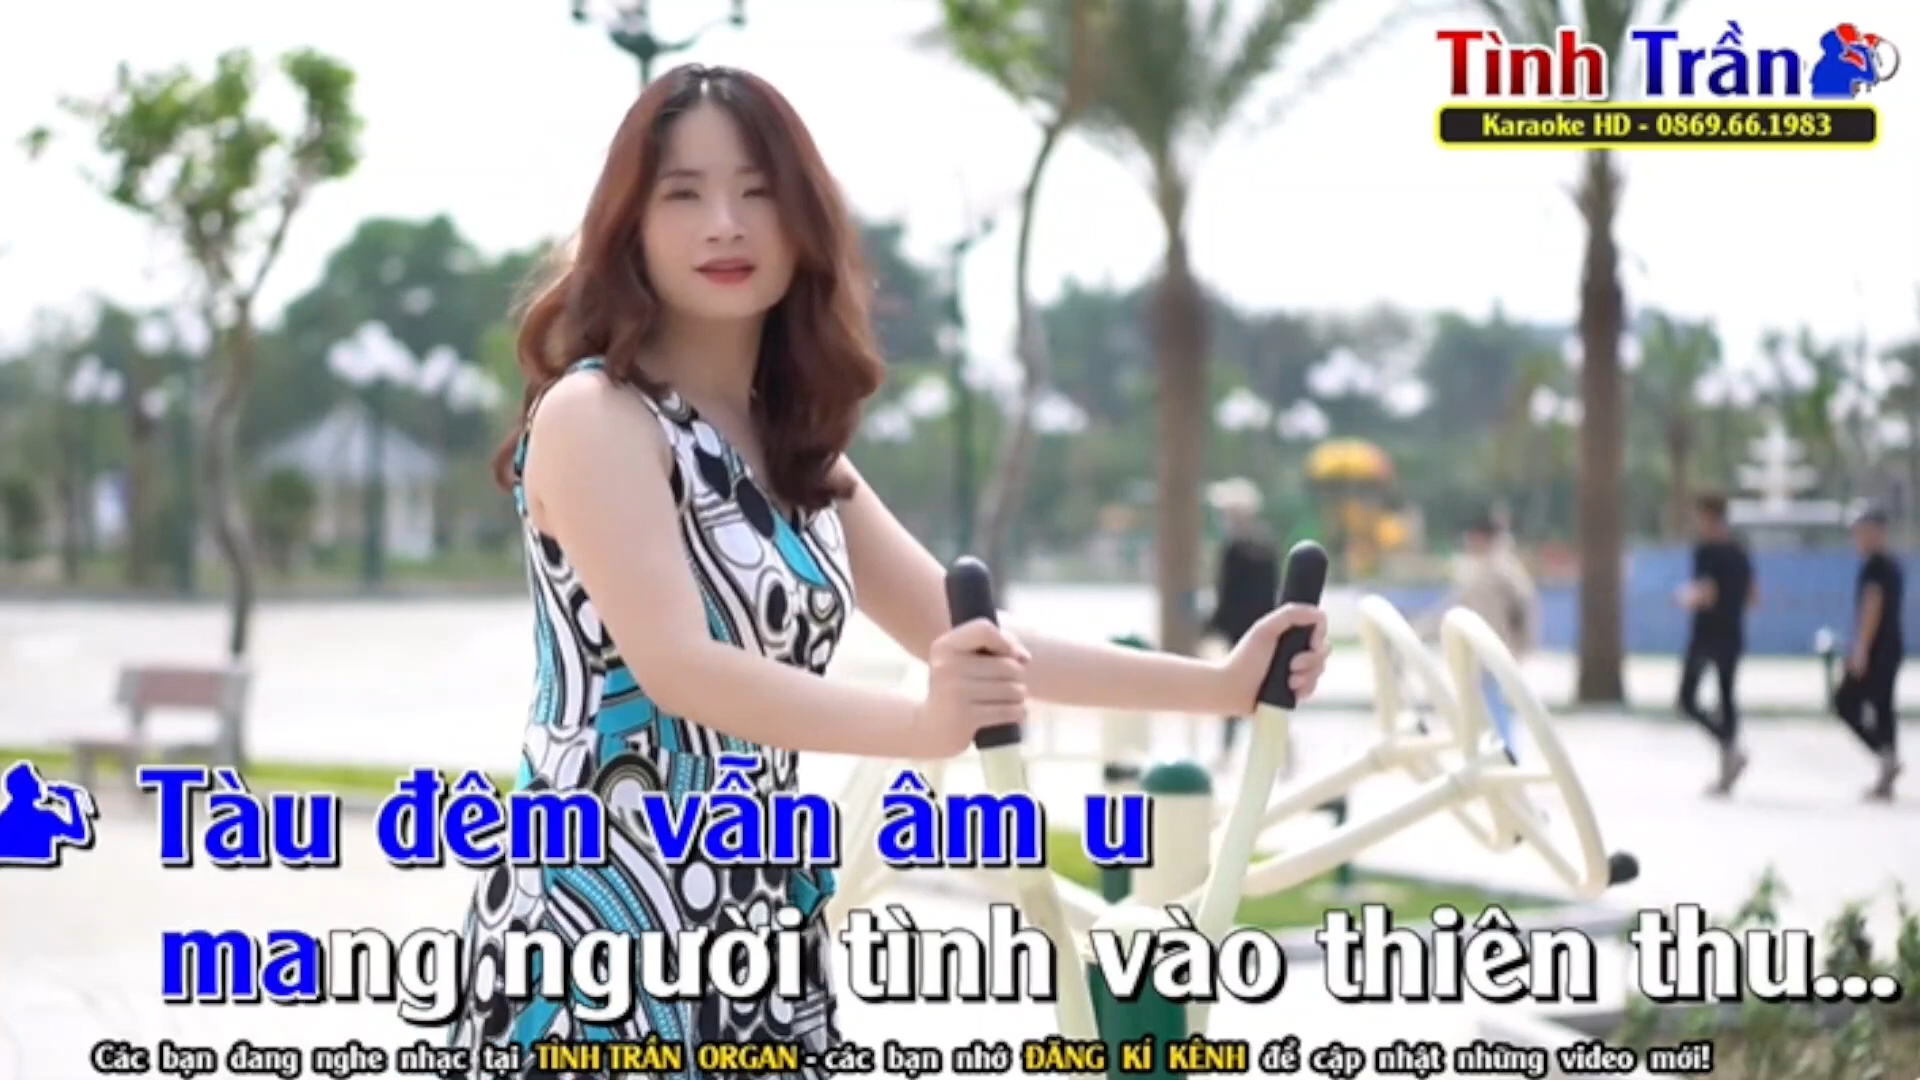 Tình Trần
Karaoke HD - 0869.66.1983
Tàu đêm vẫn âm u
mang người tình vào thiên thu...
Các bạn đang nghe nhạc tại TÌNH TRẦN ORGAN - các bạn nhớ ĐĂNG KÍ KÊNH để cập nhật những video mới!